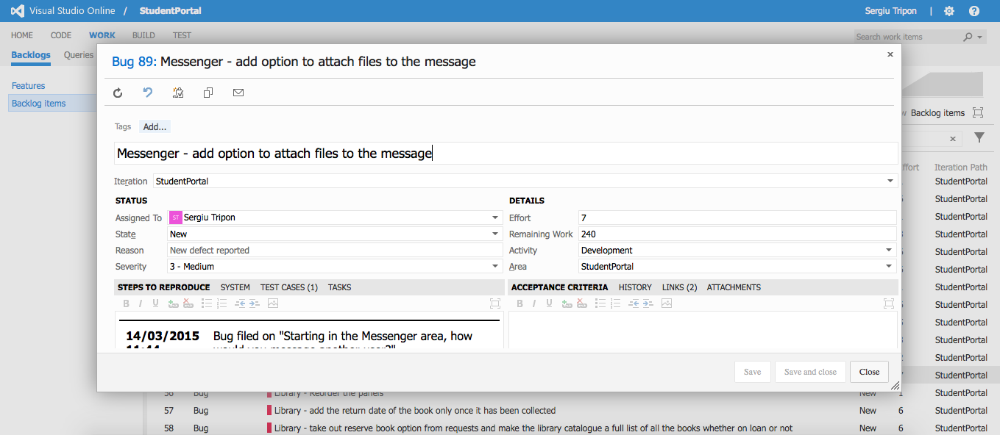 Visual Studio Online / StudentPortal Sergiu Tripon |
HOME CODE WORK BUILD TEST Search work items
Backlogs Queries
Features
Backlog items
Bug 89: Messenger - add option to attach files to the message
Backlog items
Tags Add...
Messenger - add option to attach files to the message
Iteration StudentPortal
Iteration Path
STATUS
Assigned To ST Sergiu Tripon
State New
Reason New defect reported
Severity 3 - Medium
DETAILS
Effort 7
Remaining Work 240
Activity Development
Area StudentPortal
STEPS TO REPRODUCE SYSTEM TEST CASES (1) TASKS
14/03/2015 Bug filed on "Starting in the Messenger area, how
11:44 would you message another user?"
ACCEPTANCE CRITERIA HISTORY LINKS (2) ATTACHMENTS
Save Save and close Close
StudentPortal
StudentPortal
StudentPortal
StudentPortal
StudentPortal
StudentPortal
StudentPortal
StudentPortal
StudentPortal
StudentPortal
StudentPortal
StudentPortal
56 Bug Library - Reorder the panels New 1 StudentPortal
57 Bug Library - add the return date of the book only once it has been collected New 6 StudentPortal
58 Bug Library - take out reserve book option from requests and make the library catalogue a full list of all the books whether on loan or not New 6 StudentPortal